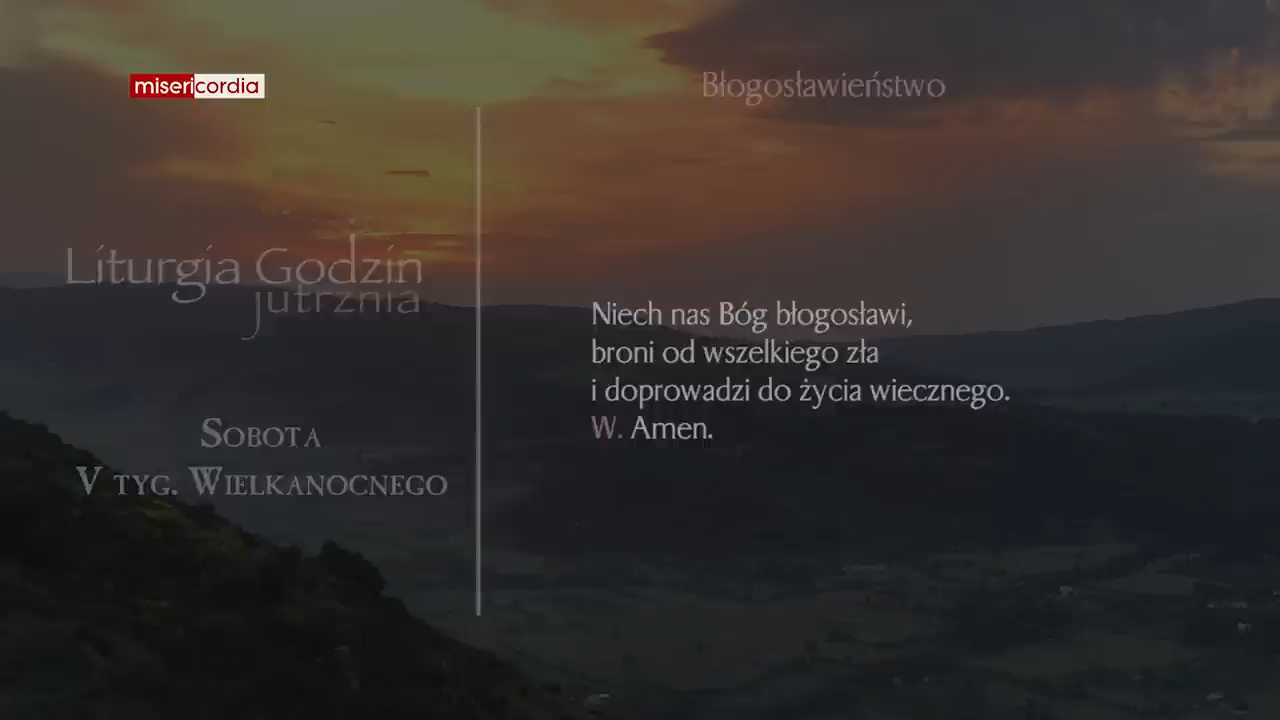 misericordia
Błogosławieństwo
Liturgia Godzin
jutrznia
Sobota
V tyg. Wielkanocnego
Niech nas Bóg błogosławi,
broni od wszelkiego zła
i doprowadzi do życia wiecznego.
W. Amen.